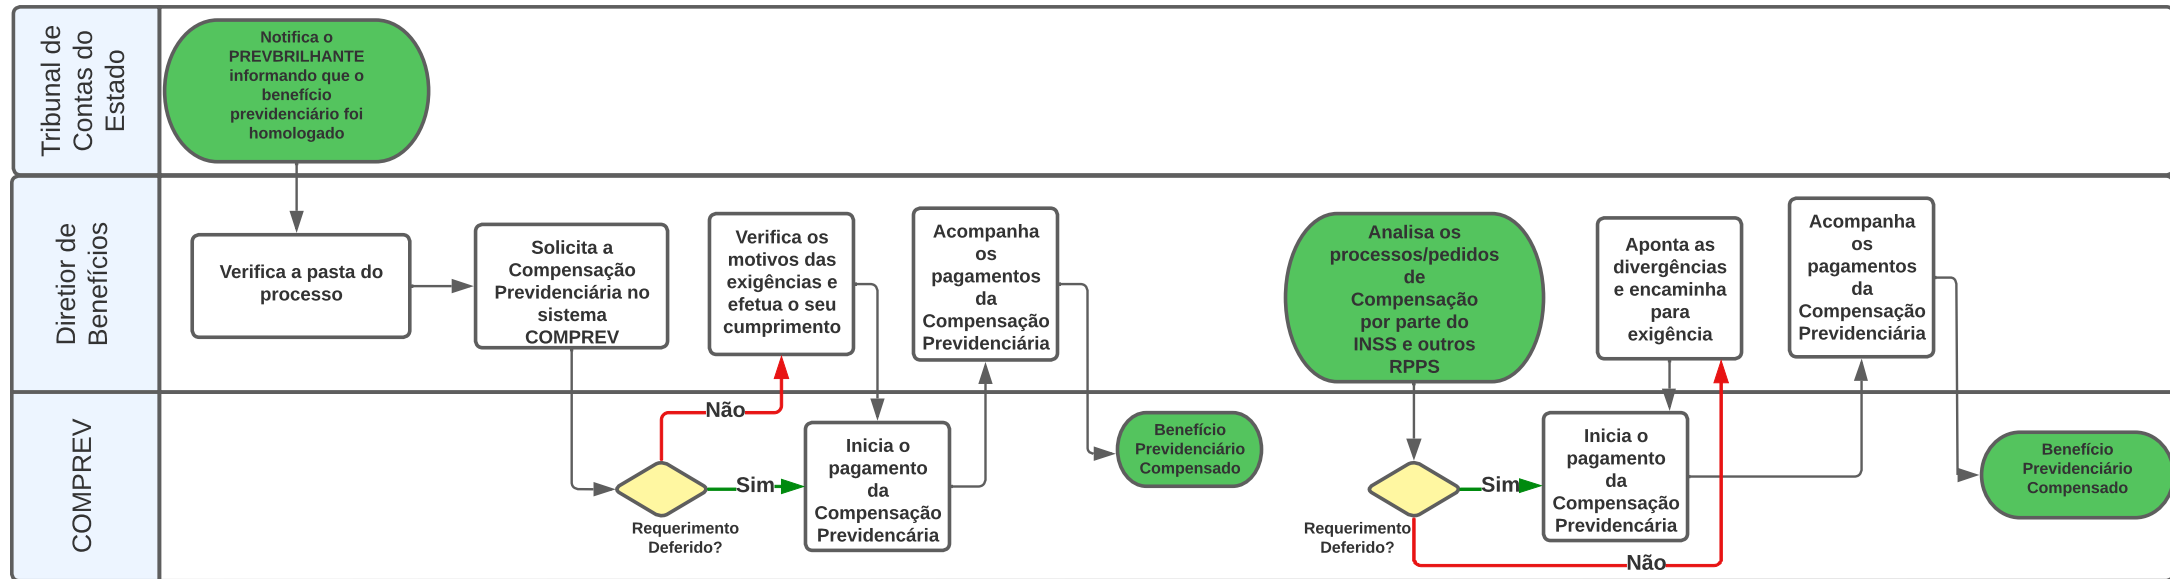 Tribunal de
Contas do
Estado
Notifica o
PREVBRILHANTE
informando que o
benefício
previdenciário foi
homologado
Diretior de
Benefícios
Verifica a pasta do
processo
Solicita a
Compensação
Previdenciária no
sistema
COMPREV
Verifica os
motivos das
exigências e
efetua o seu
cumprimento
Acompanha
os
pagamentos
da
Compensação
Previdenciária
Analisa os
processos/pedidos
de
Compensação
por parte do
INSS e outros
RPPS
Aponta as
divergências
e encaminha
para
exigência
Acompanha
os
pagamentos
da
Compensação
Previdenciária
COMPREV
Não
Sim
Requerimento
Deferido?
Inicia o
pagamento
da
Compensação
Previdencária
Benefício
Previdenciário
Compensado
Requerimento
Deferido?
Sim
Não
Inicia o
pagamento
da
Compensação
Previdencária
Benefício
Previdenciário
Compensado